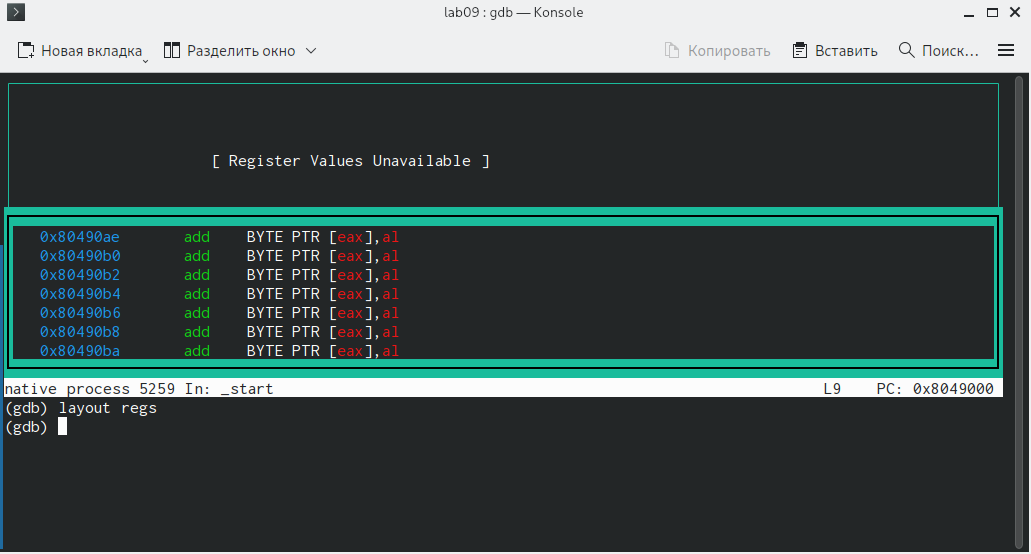 lab09 : gdb — Konsole
Новая вкладка Разделить окно Копировать Вставить Поиск...
[ Register Values Unavailable ]
0x80490ae add BYTE PTR [eax],al
0x80490b0 add BYTE PTR [eax],al
0x80490b2 add BYTE PTR [eax],al
0x80490b4 add BYTE PTR [eax],al
0x80490b6 add BYTE PTR [eax],al
0x80490b8 add BYTE PTR [eax],al
0x80490ba add BYTE PTR [eax],al
native process 5259 In: _start L9 PC: 0x8049000
(gdb) layout regs
(gdb)